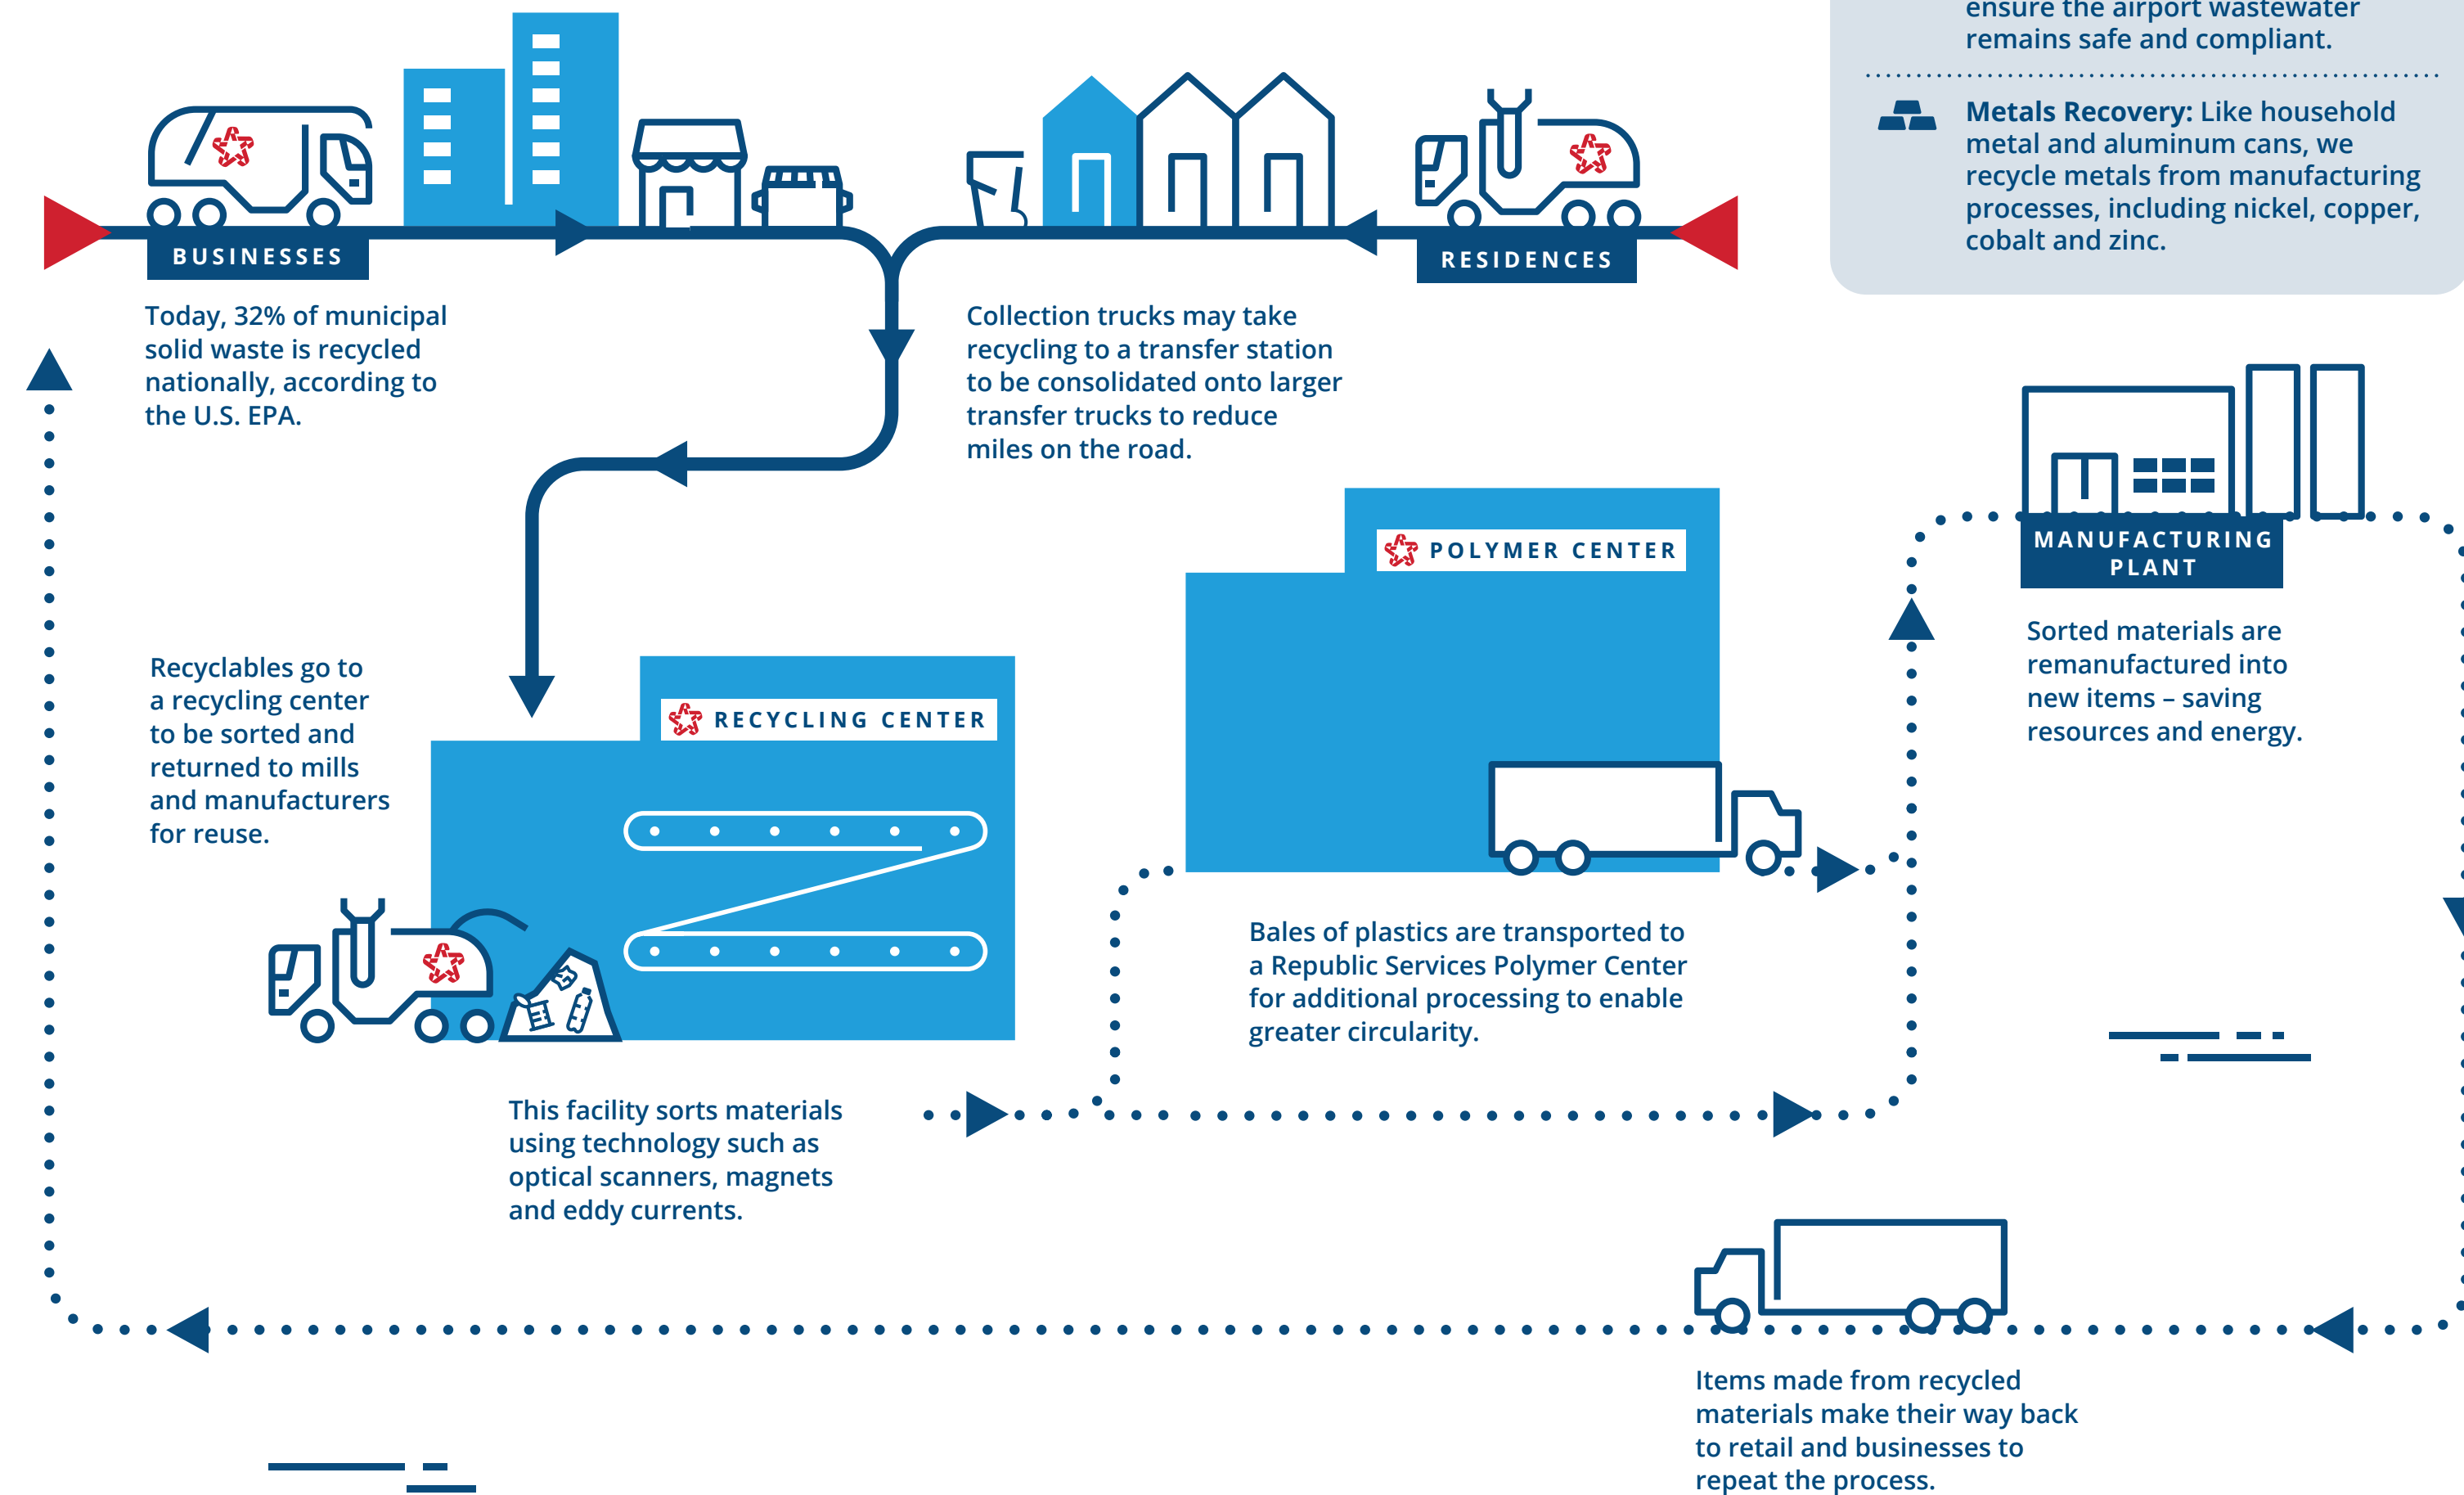 ensure the airport wastewater
remains safe and compliant.
Metals Recovery: Like household
metal and aluminum cans, we
recycle metals from manufacturing
processes, including nickel, copper,
cobalt and zinc.
BUSINESSES
RESIDENCES
Today, 32% of municipal
solid waste is recycled
nationally, according to
the U.S. EPA.
Collection trucks may take
recycling to a transfer station
to be consolidated onto larger
transfer trucks to reduce
miles on the road.
POLYMER CENTER
MANUFACTURING
PLANT
Sorted materials are
remanufactured into
new items – saving
resources and energy.
Recyclables go to
a recycling center
to be sorted and
returned to mills
and manufacturers
for reuse.
RECYCLING CENTER
Bales of plastics are transported to
a Republic Services Polymer Center
for additional processing to enable
greater circularity.
This facility sorts materials
using technology such as
optical scanners, magnets
and eddy currents.
Items made from recycled
materials make their way back
to retail and businesses to
repeat the process.